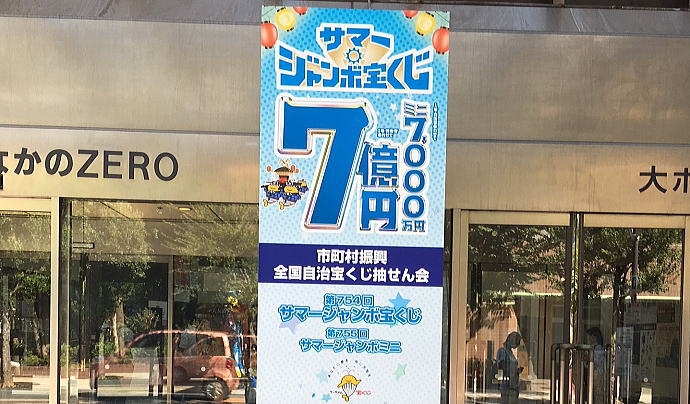 サマー
ジャンボ宝くじ
7億円
ミニ7,000万円
なかのZERO
大ホ
市町村振興
全国自治宝くじ抽せん会
第754回
サマージャンボ宝くじ
第755回
サマージャンボミニ
宝くじ